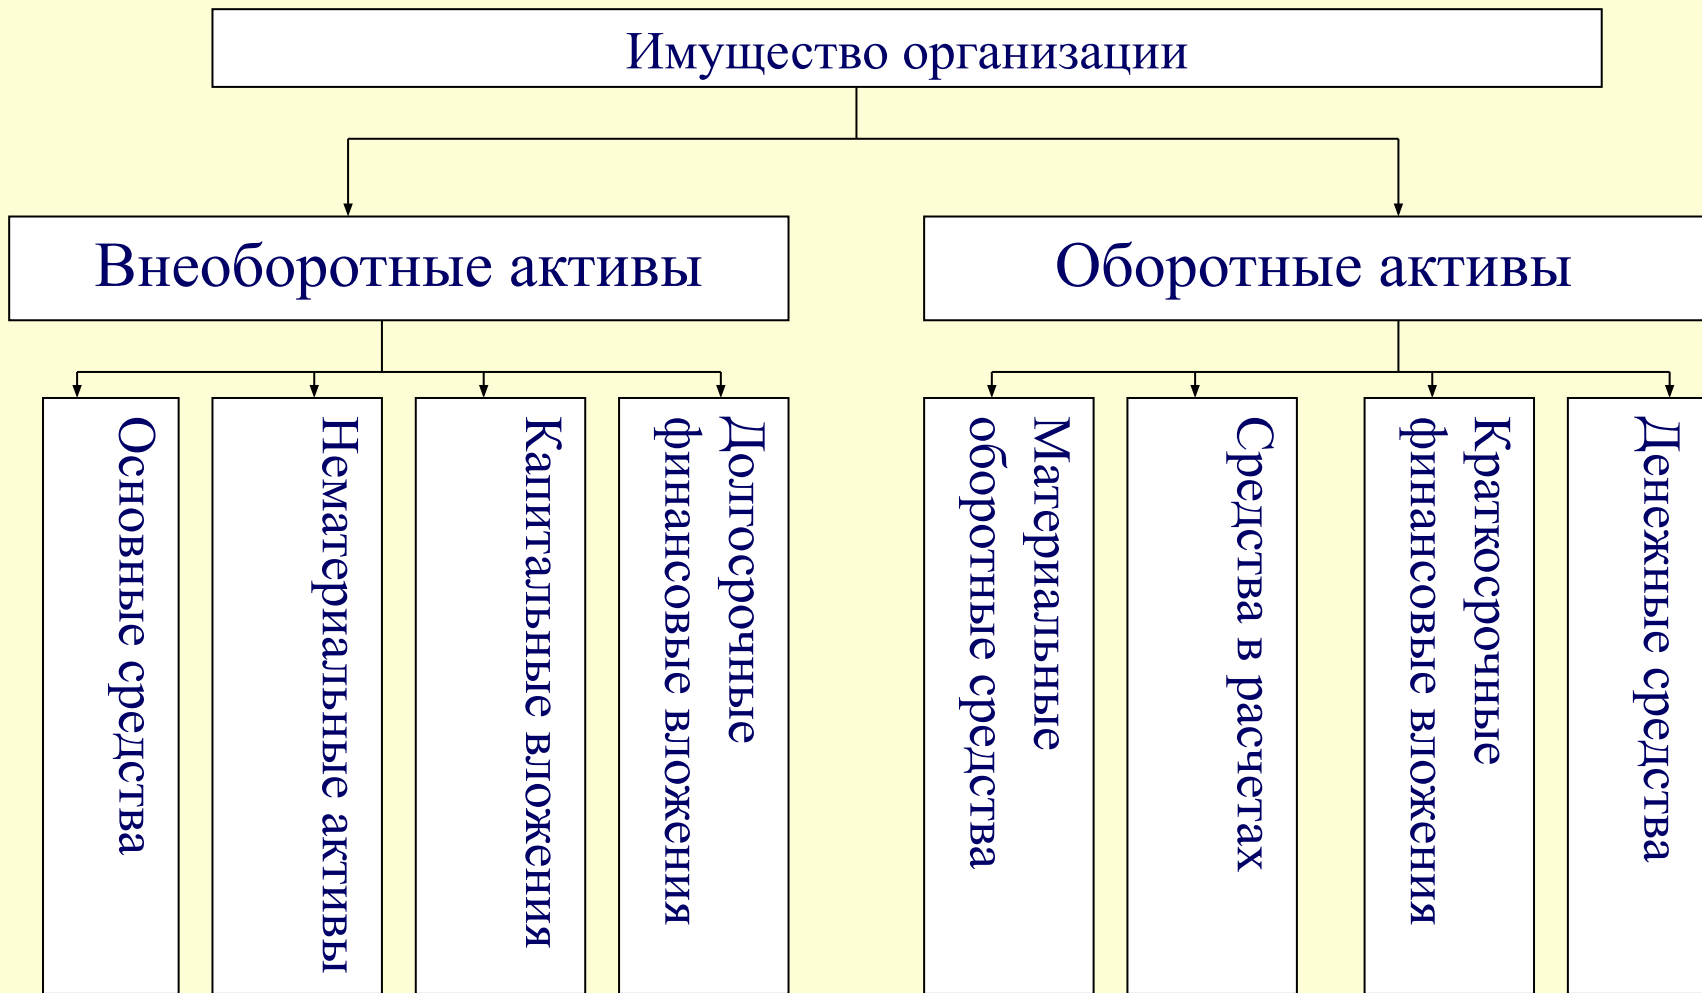 Имущество организации
Внеоборотные активы
Оборотные активы
Основные средства
Нематериальные активы
Капитальные вложения
Долгосрочные
финансовые вложения
Материальные
оборотные средства
Средства в расчетах
Краткосрочные
финансовые вложения
Денежные средства